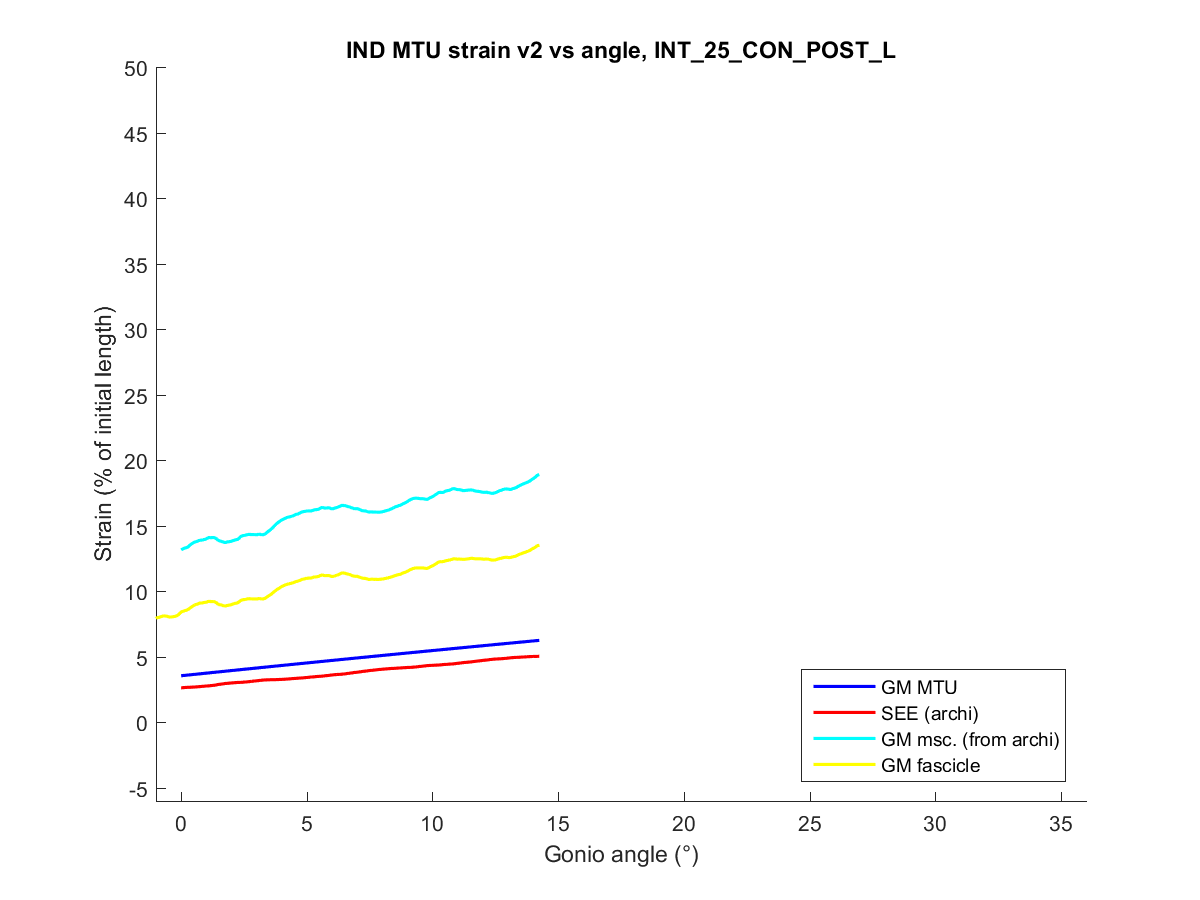 IND MTU strain v2 vs angle, INT_25_CON_POST_L
50
45
40
35
30
25
20
15
10
5
0
-5
Strain (% of initial length)
0 5 10 15 20 25 30 35
Gonio angle (°)
GM MTU
SEE (archi)
GM msc. (from archi)
GM fascicle